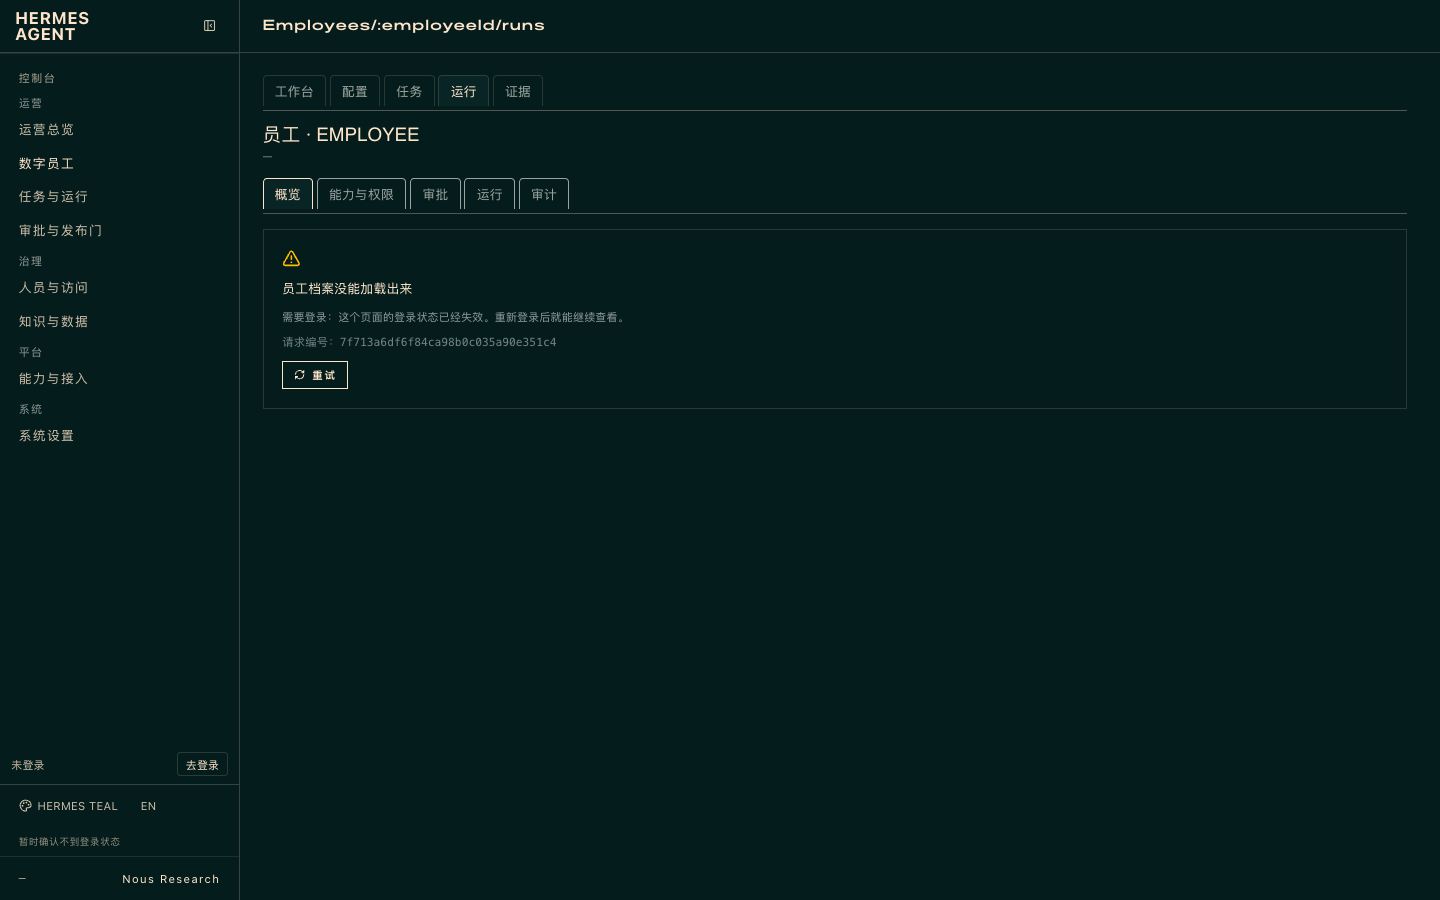 HERMES
AGENT
控制台
运营
运营总览
数字员工
任务与运行
审批与发布门
治理
人员与访问
知识与数据
平台
能力与接入
系统
系统设置
未登录
去登录
HERMES TEAL EN
暂时确认不到登录状态
— Nous Research
Employees/:employeeId/runs
工作台 配置 任务 运行 证据
员工 · EMPLOYEE
—
概览 能力与权限 审批 运行 审计
员工档案没能加载出来
需要登录：这个页面的登录状态已经失效。重新登录后就能继续查看。
请求编号：7f713a6df6f84ca98b0c035a90e351c4
重试